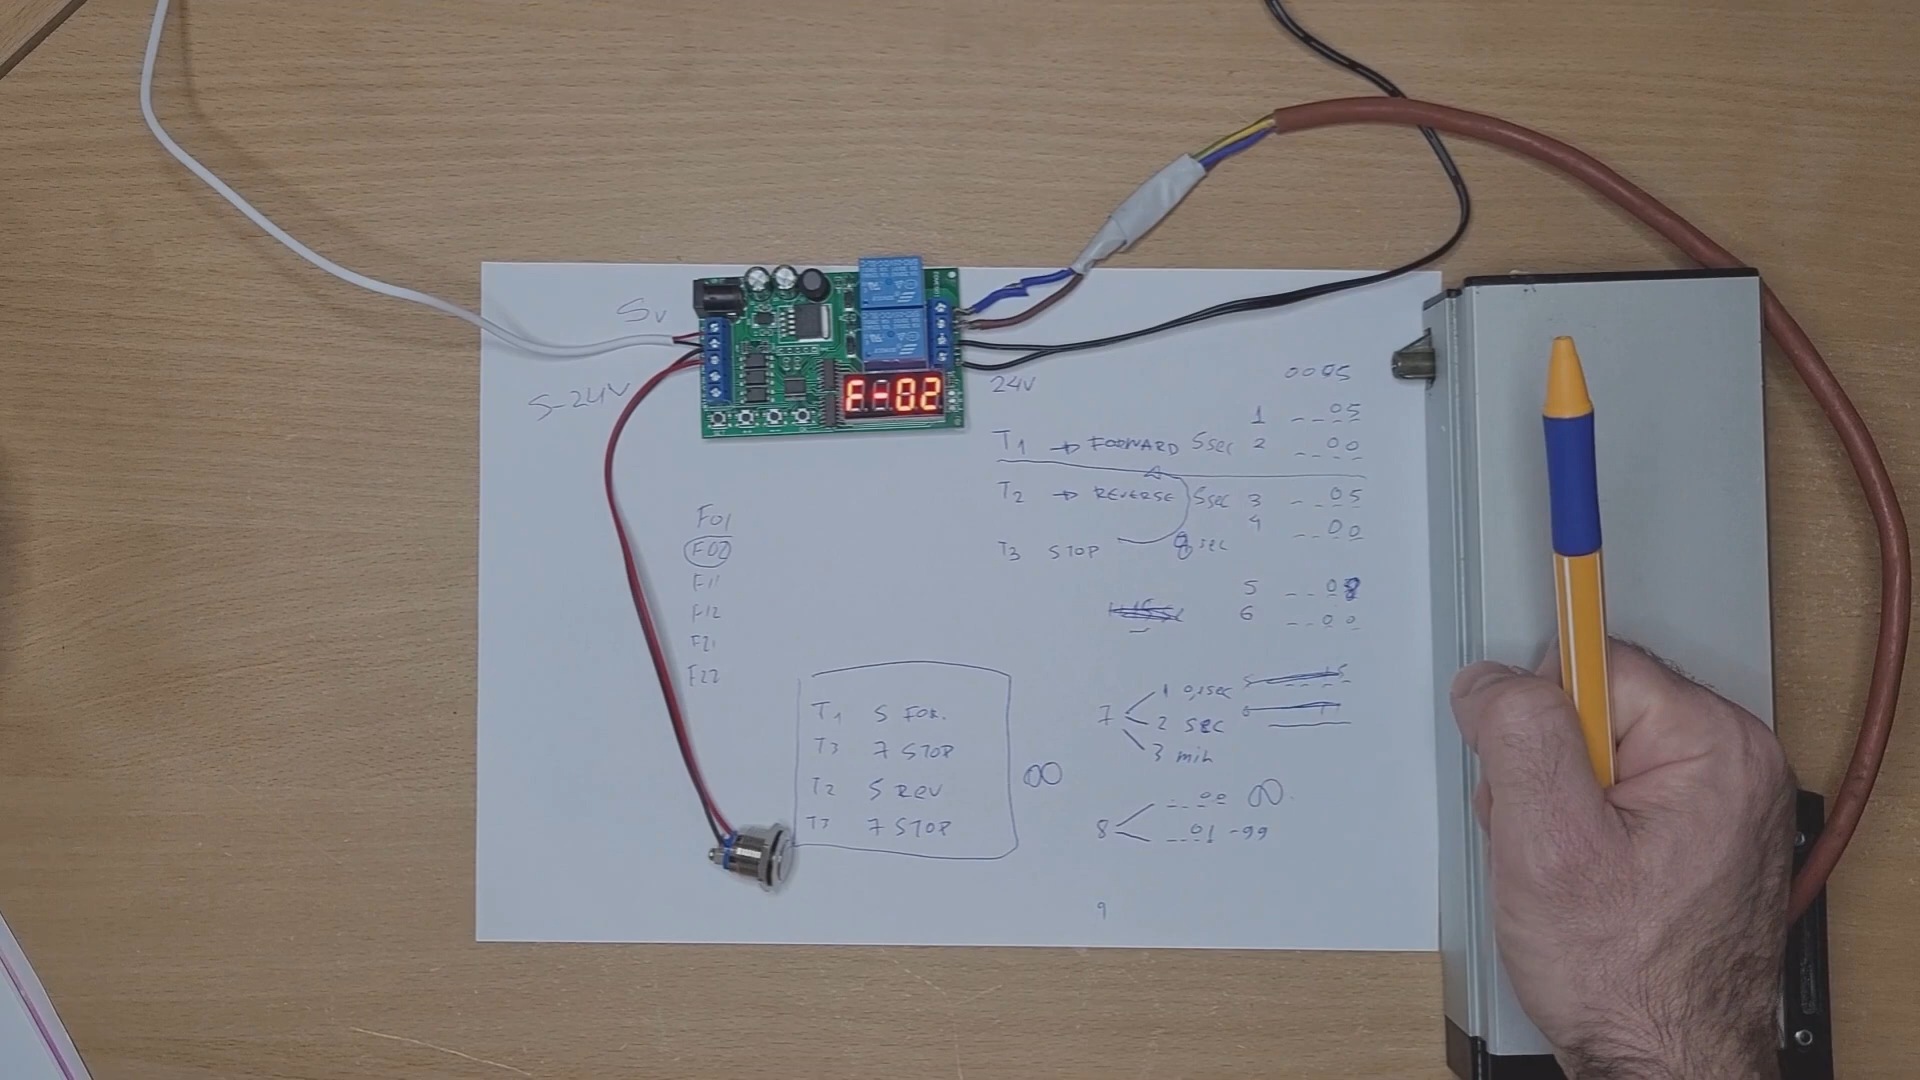 5v
5-24V
F-02
24V
0005
1 _ _ 05
T1 → FORWARD 5sec 2 _ _ 00
T2 → REVERSE 5sec 3 _ _ 05
4 _ _ 00
T3 STOP sec
5 _ _ 0
6 _ _ 00
F01
F02
F11
F12
F21
F22
T1 5 FOR.
T3 7 STOP
T2 5 REV
T3 7 STOP
∞
7
1 0,1sec
2 sec
3 min
8
_ _ 00 ∞
_ _ 01 -99
9